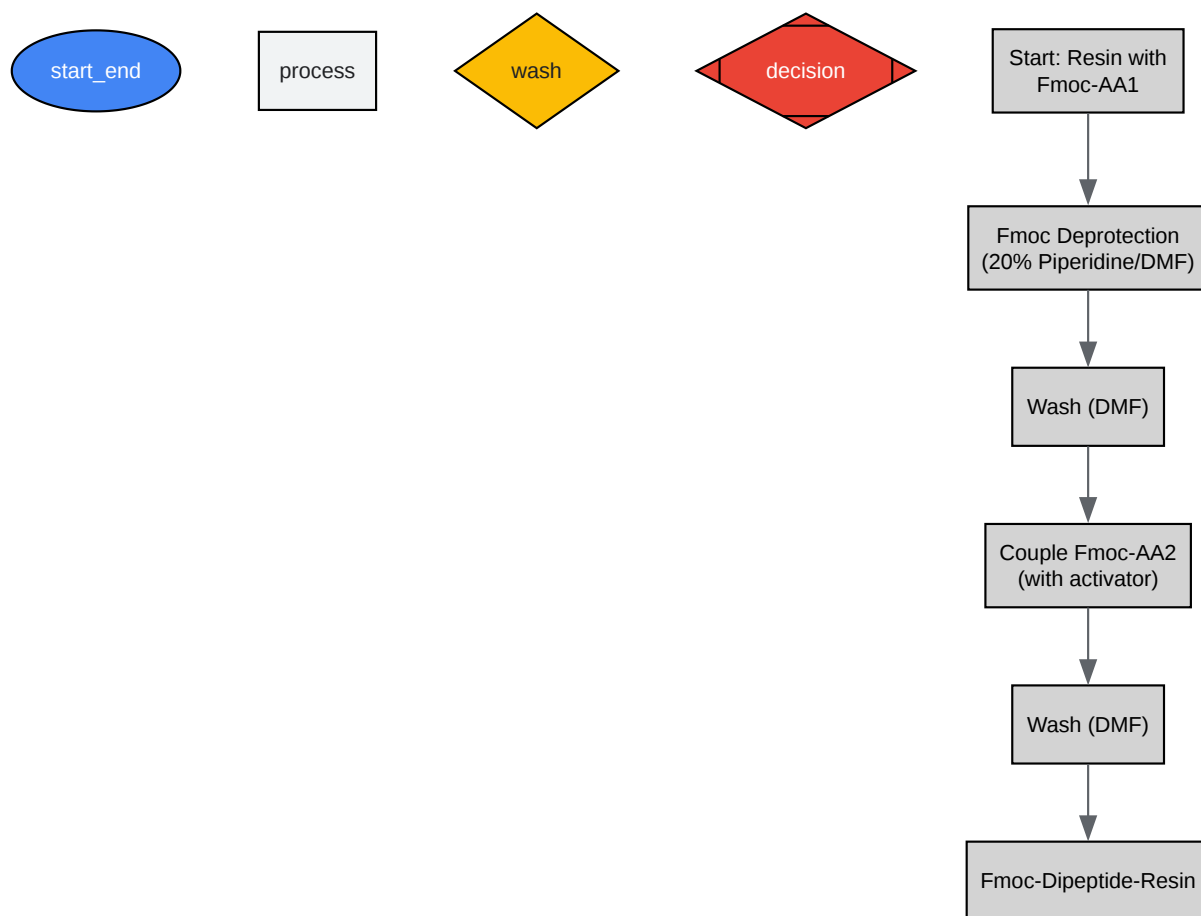 start_end
process
wash
decision
Start: Resin with
Fmoc-AA1
Fmoc Deprotection
(20% Piperidine/DMF)
Wash (DMF)
Couple Fmoc-AA2
(with activator)
Wash (DMF)
Fmoc-Dipeptide-Resin